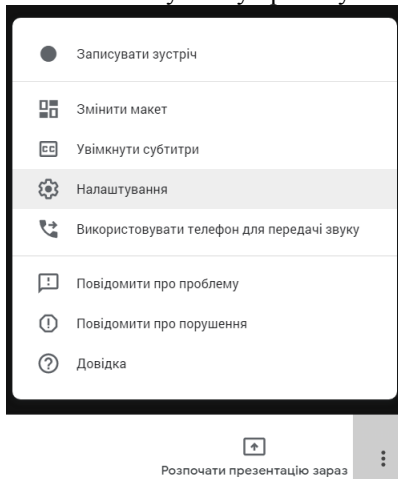 Записувати зустріч
Змінити макет
CC Увімкнути субтитри
Налаштування
Використовувати телефон для передачі звуку
Повідомити про проблему
Повідомити про порушення
Довідка
Розпочати презентацію зараз